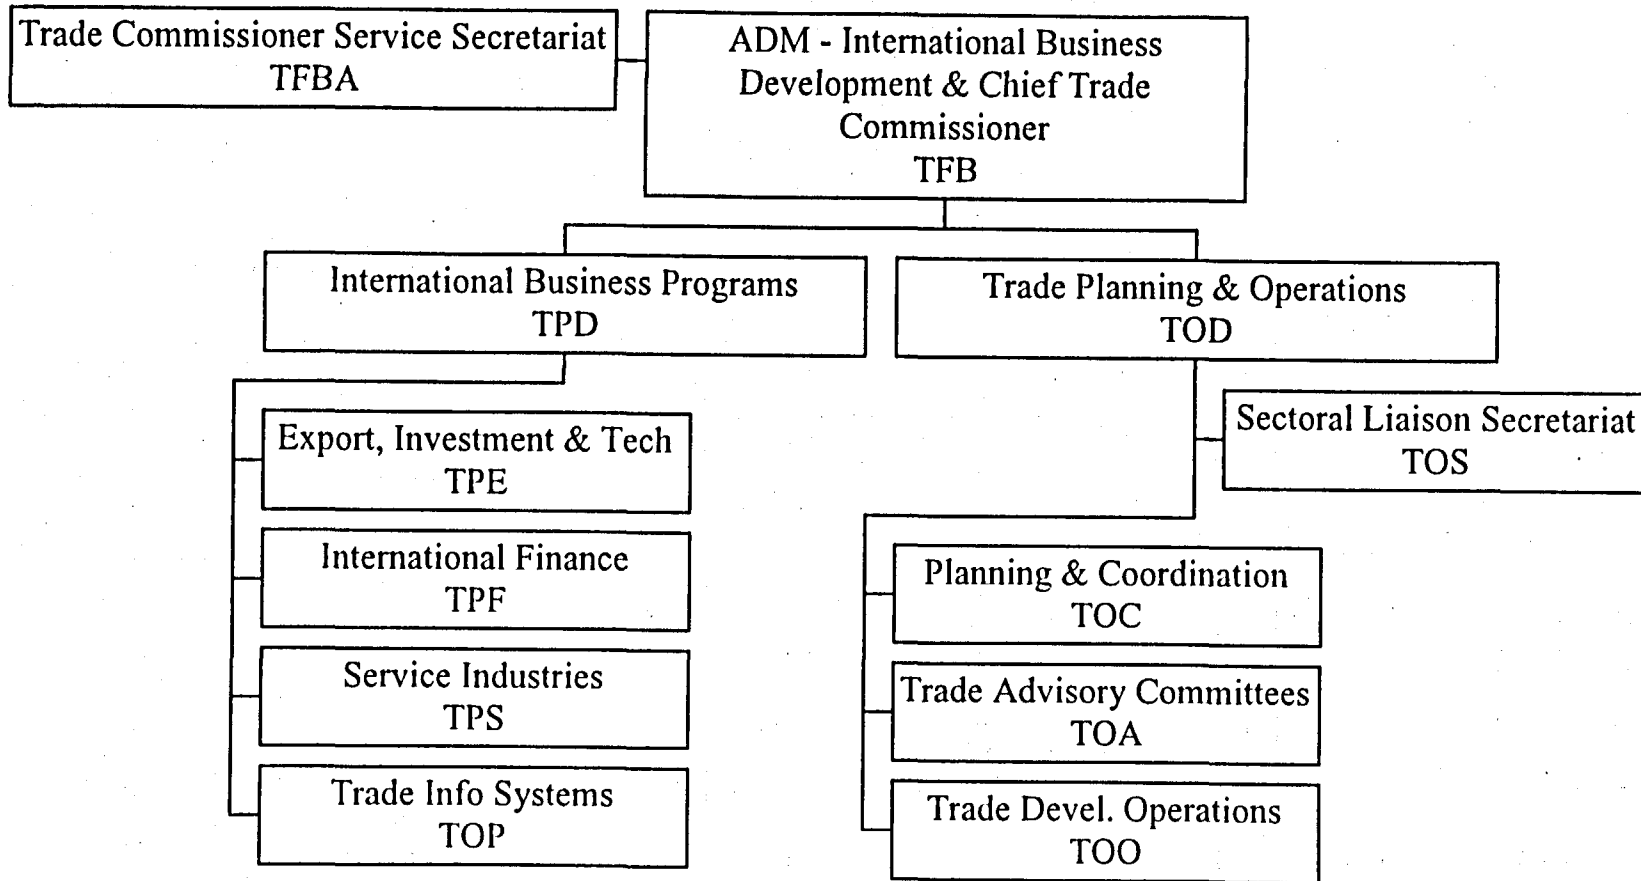 Trade Commissioner Service Secretariat
TFBA
ADM - International Business
Development & Chief Trade
Commissioner
TFB
International Business Programs
TPD
Trade Planning & Operations
TOD
Export, Investment & Tech
TPE
International Finance
TPF
Service Industries
TPS
Trade Info Systems
TOP
Sectoral Liaison Secretariat
TOS
Planning & Coordination
TOC
Trade Advisory Committees
TOA
Trade Devel. Operations
TOO